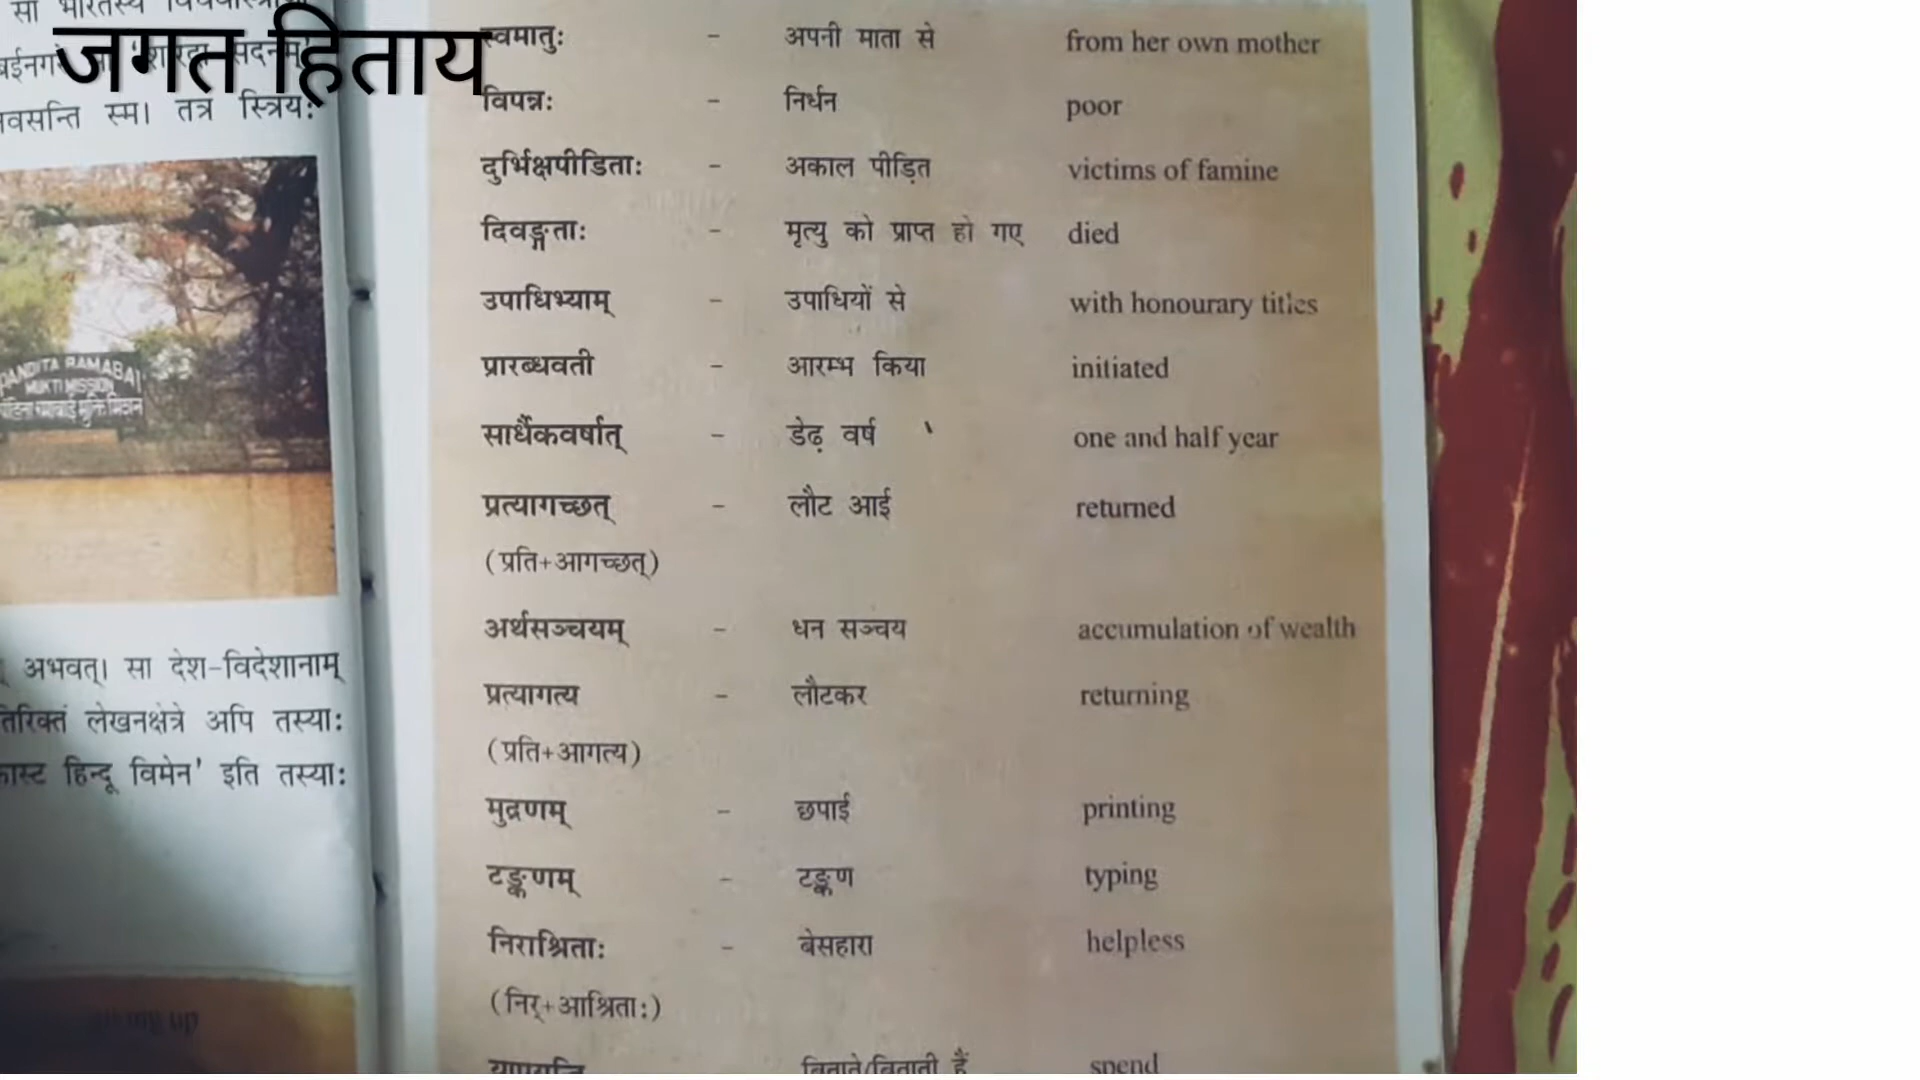 जगत हिताय
सा भारतस्य
सदनम्'
वसन्ति स्म। तत्र स्त्रियः
PANDITA RAMABAI
MUKTI MISSION
अभवत्। सा देश-विदेशानाम्
लेखनक्षेत्रे अपि तस्याः
हिन्दू विमेन' इति तस्याः
स्वमातुः - अपनी माता से from her own mother
विपन्नः - निर्धन poor
दुर्भिक्षपीडिताः - अकाल पीड़ित victims of famine
दिवङ्गताः - मृत्यु को प्राप्त हो गए died
उपाधिभ्याम् - उपाधियों से with honourary titles
प्रारब्धवती - आरम्भ किया initiated
सार्धैकवर्षात् - डेढ़ वर्ष one and half year
प्रत्यागच्छत् - लौट आई returned
(प्रति+आगच्छत्)
अर्थसञ्चयम् - धन सञ्चय accumulation of wealth
प्रत्यागत्य - लौटकर returning
(प्रति+आगत्य)
मुद्रणम् - छपाई printing
टङ्कणम् - टङ्कण typing
निराश्रिताः - बेसहारा helpless
(निर्+आश्रिताः)
बिताते/बिताती हैं spend